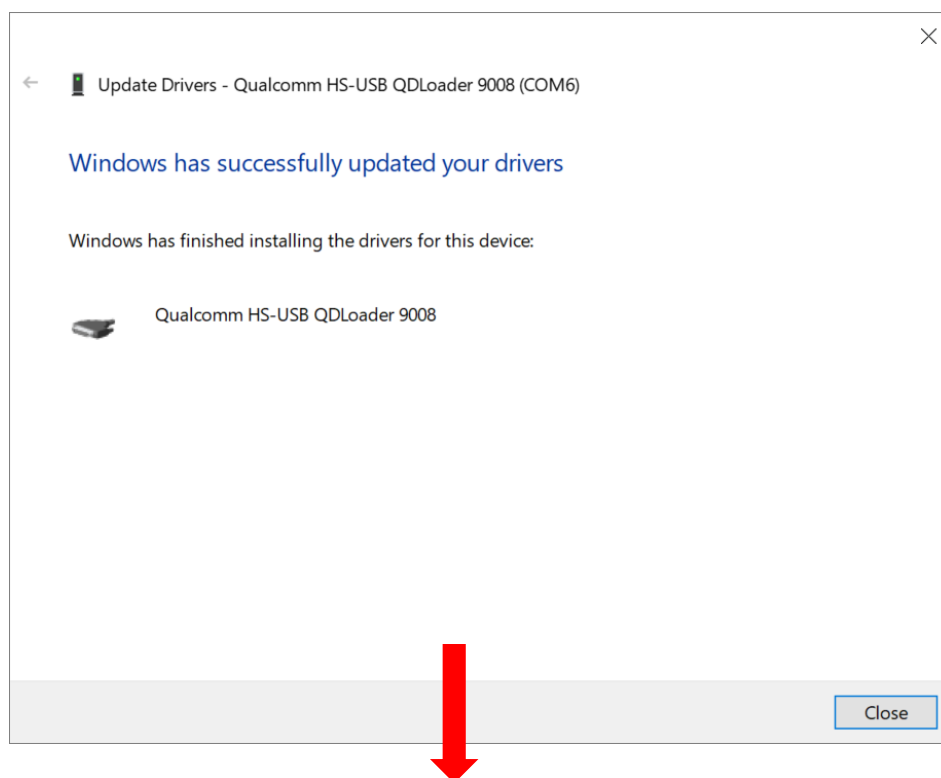 Update Drivers - Qualcomm HS-USB QDLoader 9008 (COM6)
Windows has successfully updated your drivers
Windows has finished installing the drivers for this device:
Qualcomm HS-USB QDLoader 9008
Close